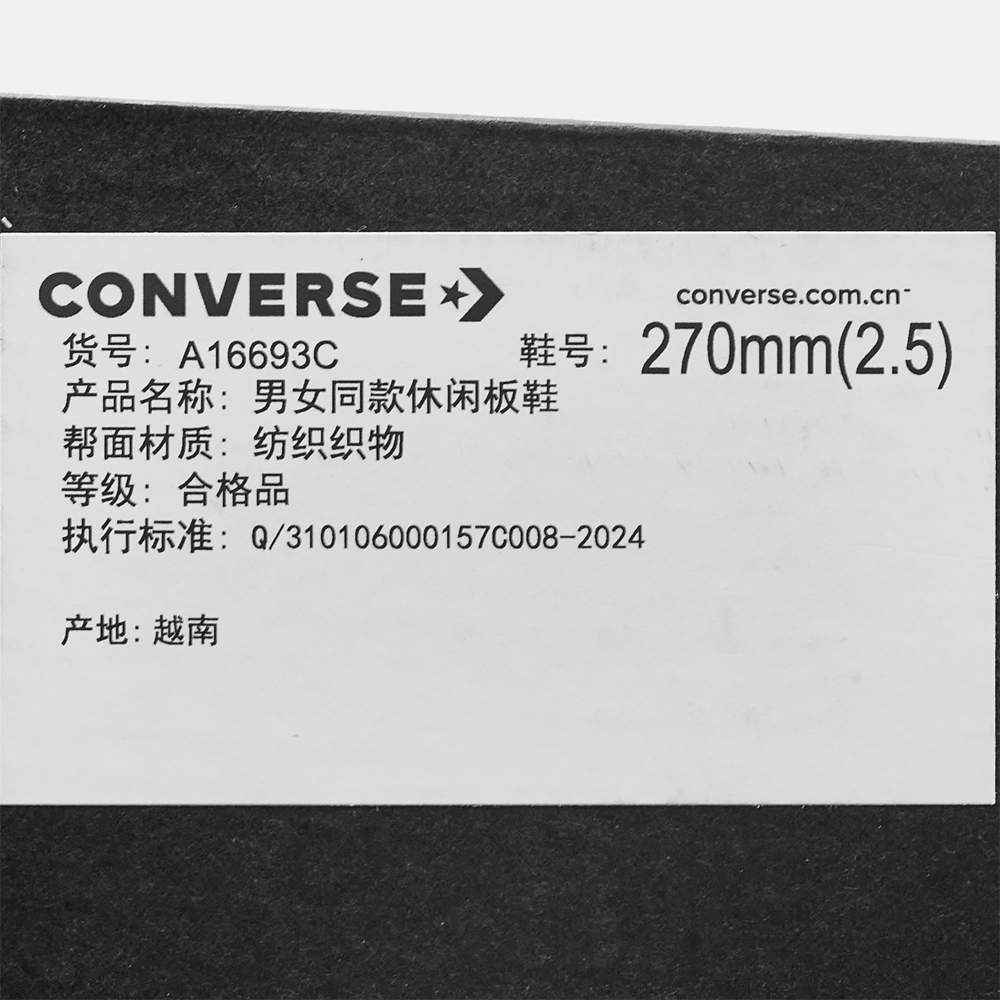 CONVERSE
converse.com.cn
货号: A16693C
鞋号: 270mm(2.5)
产品名称: 男女同款休闲板鞋
帮面材质: 纺织织物
等级: 合格品
执行标准: Q/310106000157C008-2024
产地: 越南